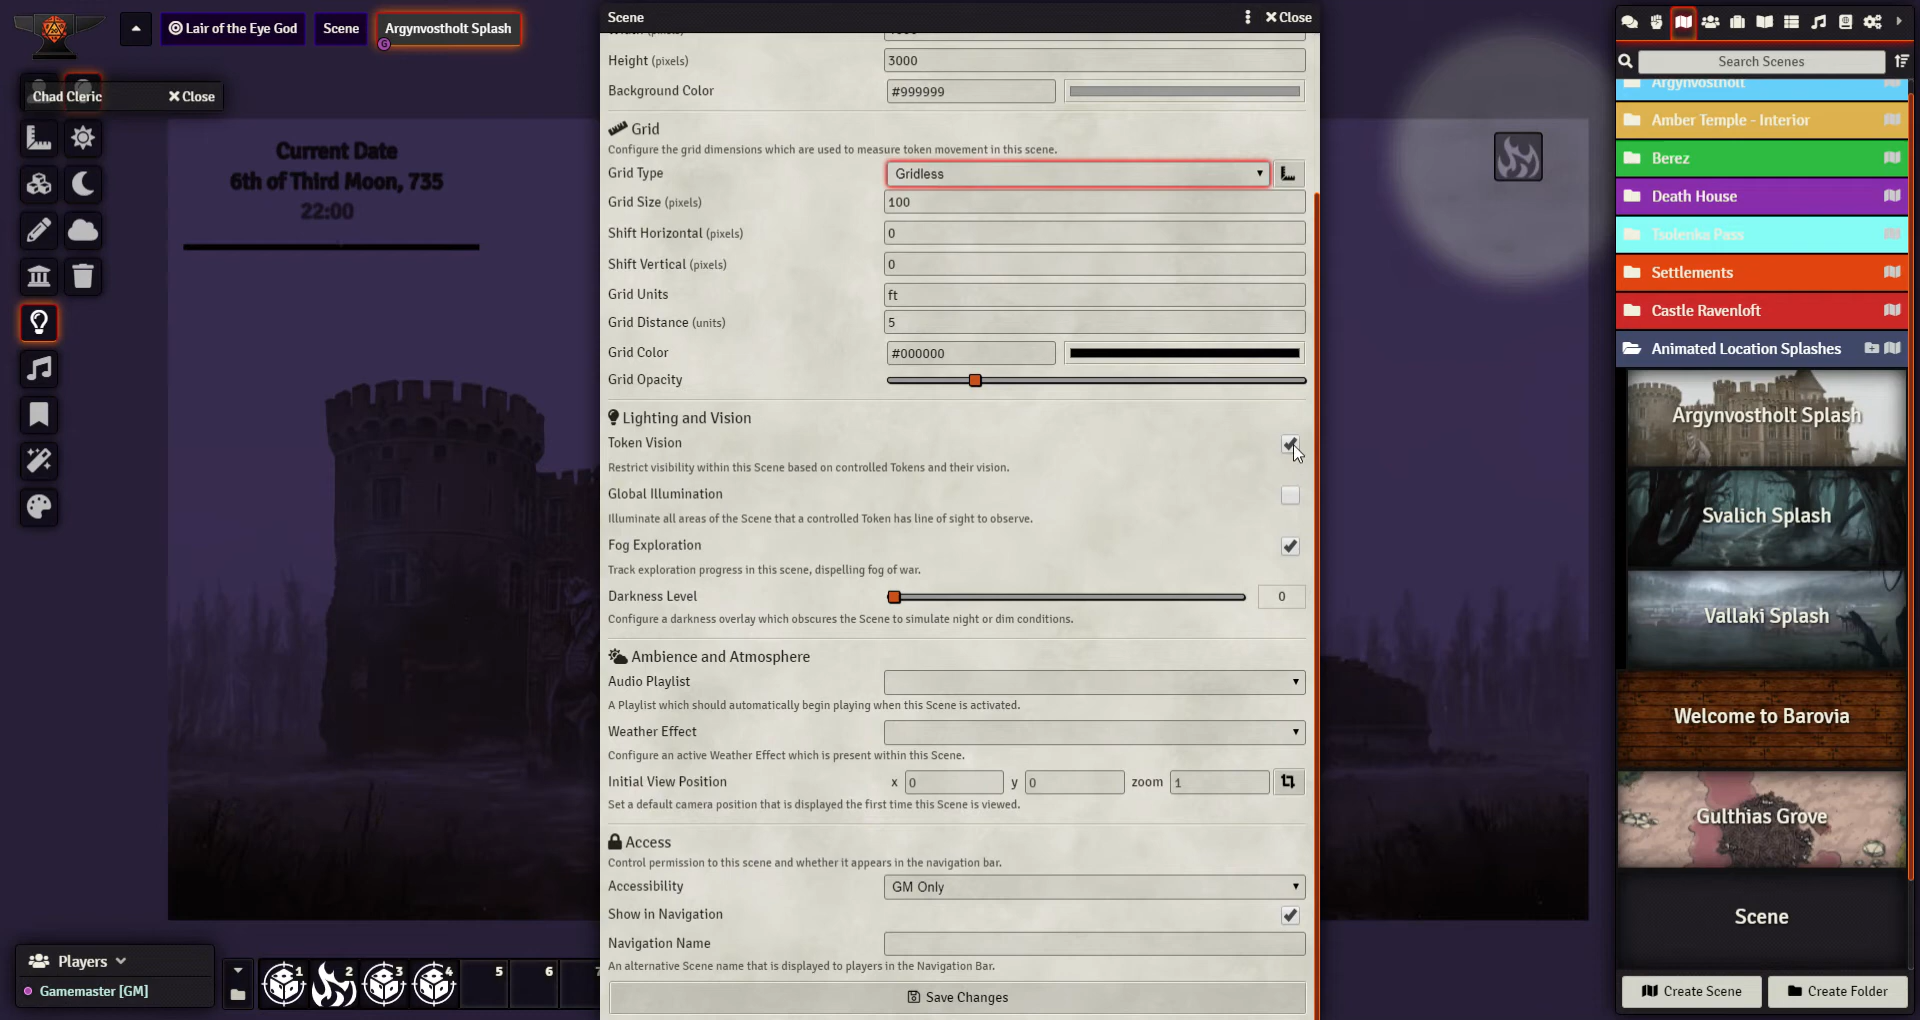 Lair of the Eye God
Scene
Argynvostholt Splash
G
Chad Cleric
Close
Current Date
6th of Third Moon, 735
22:00
Scene
Close
Height (pixels)
3000
Background Color
#999999
Grid
Configure the grid dimensions which are used to measure token movement in this scene.
Grid Type
Gridless
Grid Size (pixels)
100
Shift Horizontal (pixels)
0
Shift Vertical (pixels)
0
Grid Units
ft
Grid Distance (units)
5
Grid Color
#000000
Grid Opacity
Lighting and Vision
Token Vision
Restrict visibility within this Scene based on controlled Tokens and their vision.
Global Illumination
Illuminate all areas of the Scene that a controlled Token has line of sight to observe.
Fog Exploration
Track exploration progress in this scene, dispelling fog of war.
Darkness Level
0
Configure a darkness overlay which obscures the Scene to simulate night or dim conditions.
Ambience and Atmosphere
Audio Playlist
A Playlist which should automatically begin playing when this Scene is activated.
Weather Effect
Configure an active Weather Effect which is present within this Scene.
Initial View Position
x 0 y 0 zoom 1
Set a default camera position that is displayed the first time this Scene is viewed.
Access
Control permission to this scene and whether it appears in the navigation bar.
Accessibility
GM Only
Show in Navigation
Navigation Name
An alternative Scene name that is displayed to players in the Navigation Bar.
Save Changes
Players
Gamemaster [GM]
1 2 3 4 5 6 7
Search Scenes
Argynvostholt
Amber Temple - Interior
Berez
Death House
Tsolenka Pass
Settlements
Castle Ravenloft
Animated Location Splashes
Argynvostholt Splash
Svalich Splash
Vallaki Splash
Welcome to Barovia
Gulthias Grove
Scene
Create Scene
Create Folder